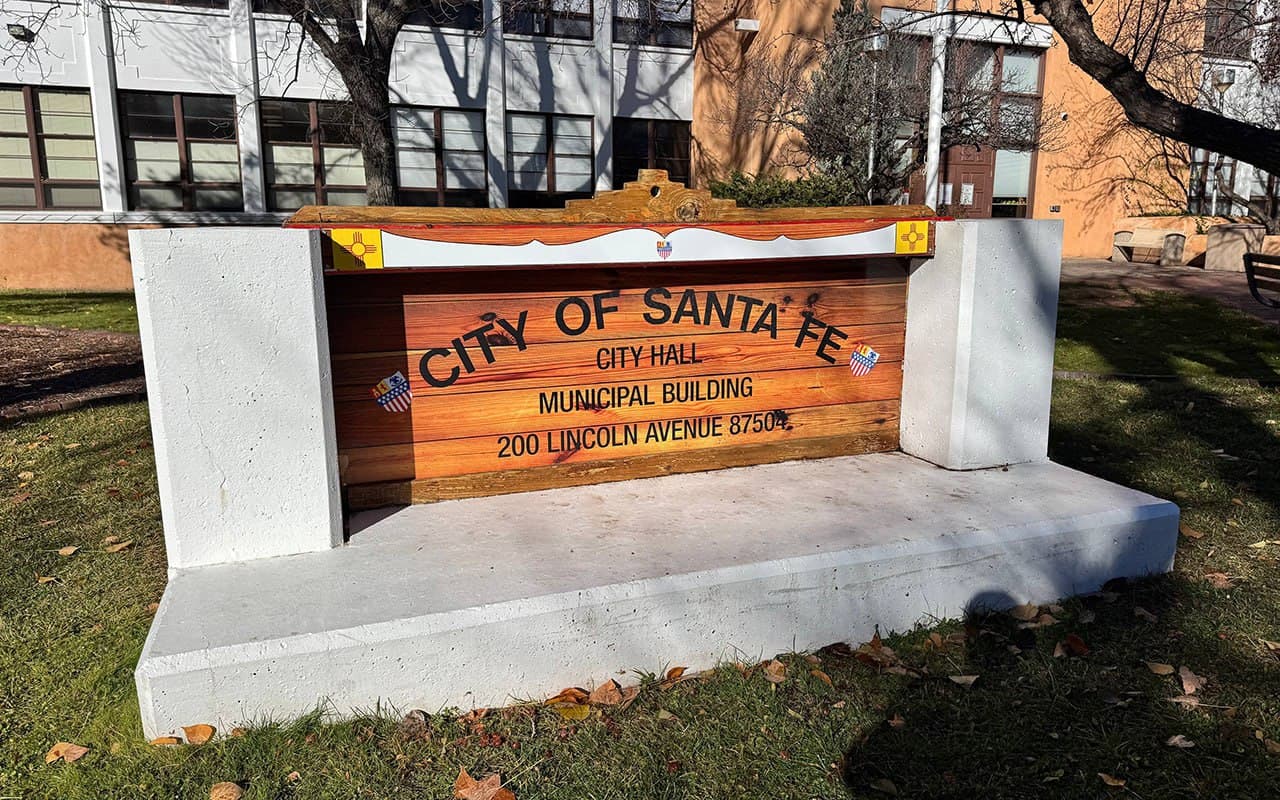 CITY OF SANTA FE
CITY HALL
MUNICIPAL BUILDING
200 LINCOLN AVENUE 87504